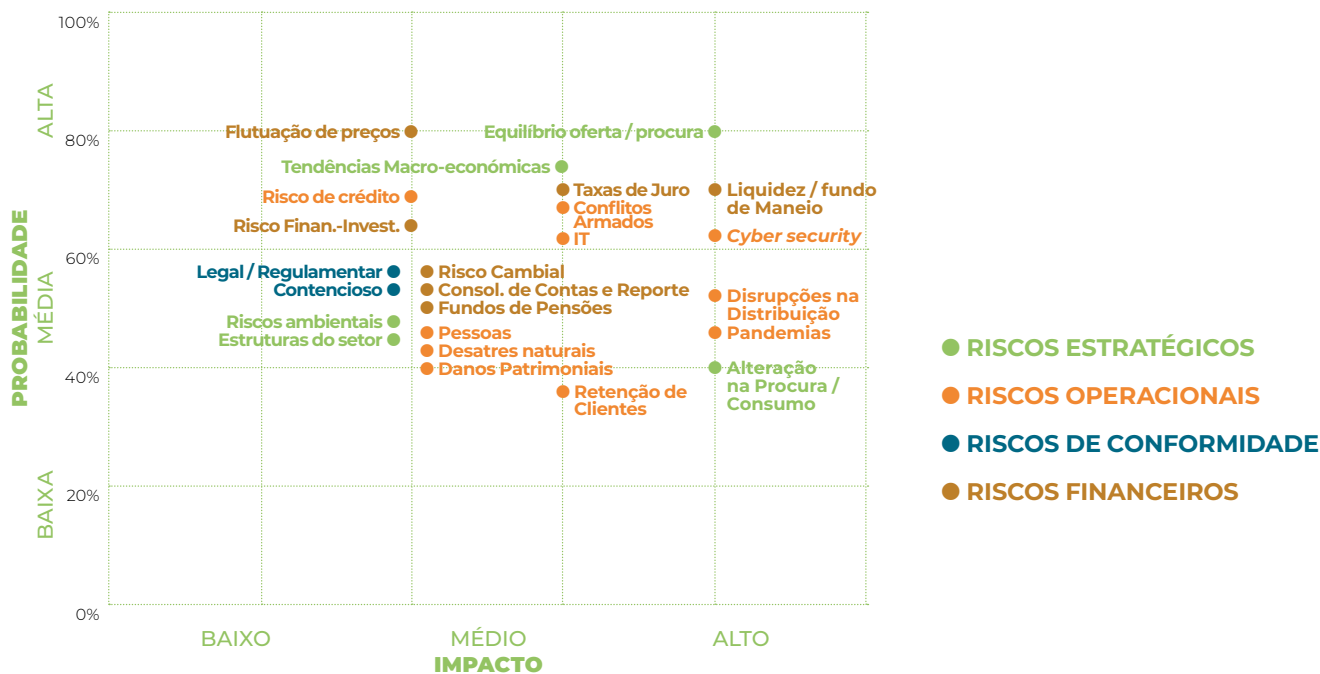 100%
80%
60%
40%
20%
0%
PROBABILIDADE
ALTA
MÉDIA
BAIXA
Flutuação de preços
Equilíbrio oferta / procura
Tendências Macro-económicas
Risco de crédito
Taxas de Juro
Liquidez / fundo
de Maneio
Conflitos
Armados
Risco Finan.-Invest.
IT
Cyber security
Legal / Regulamentar
Contencioso
Risco Cambial
Consol. de Contas e Reporte
Fundos de Pensões
Disrupções na
Distribuição
Riscos ambientais
Estruturas do setor
Pessoas
Desatres naturais
Danos Patrimoniais
Pandemias
Retenção de
Clientes
Alteração
na Procura /
Consumo
BAIXO
MÉDIO
ALTO
IMPACTO
RISCOS ESTRATÉGICOS
RISCOS OPERACIONAIS
RISCOS DE CONFORMIDADE
RISCOS FINANCEIROS